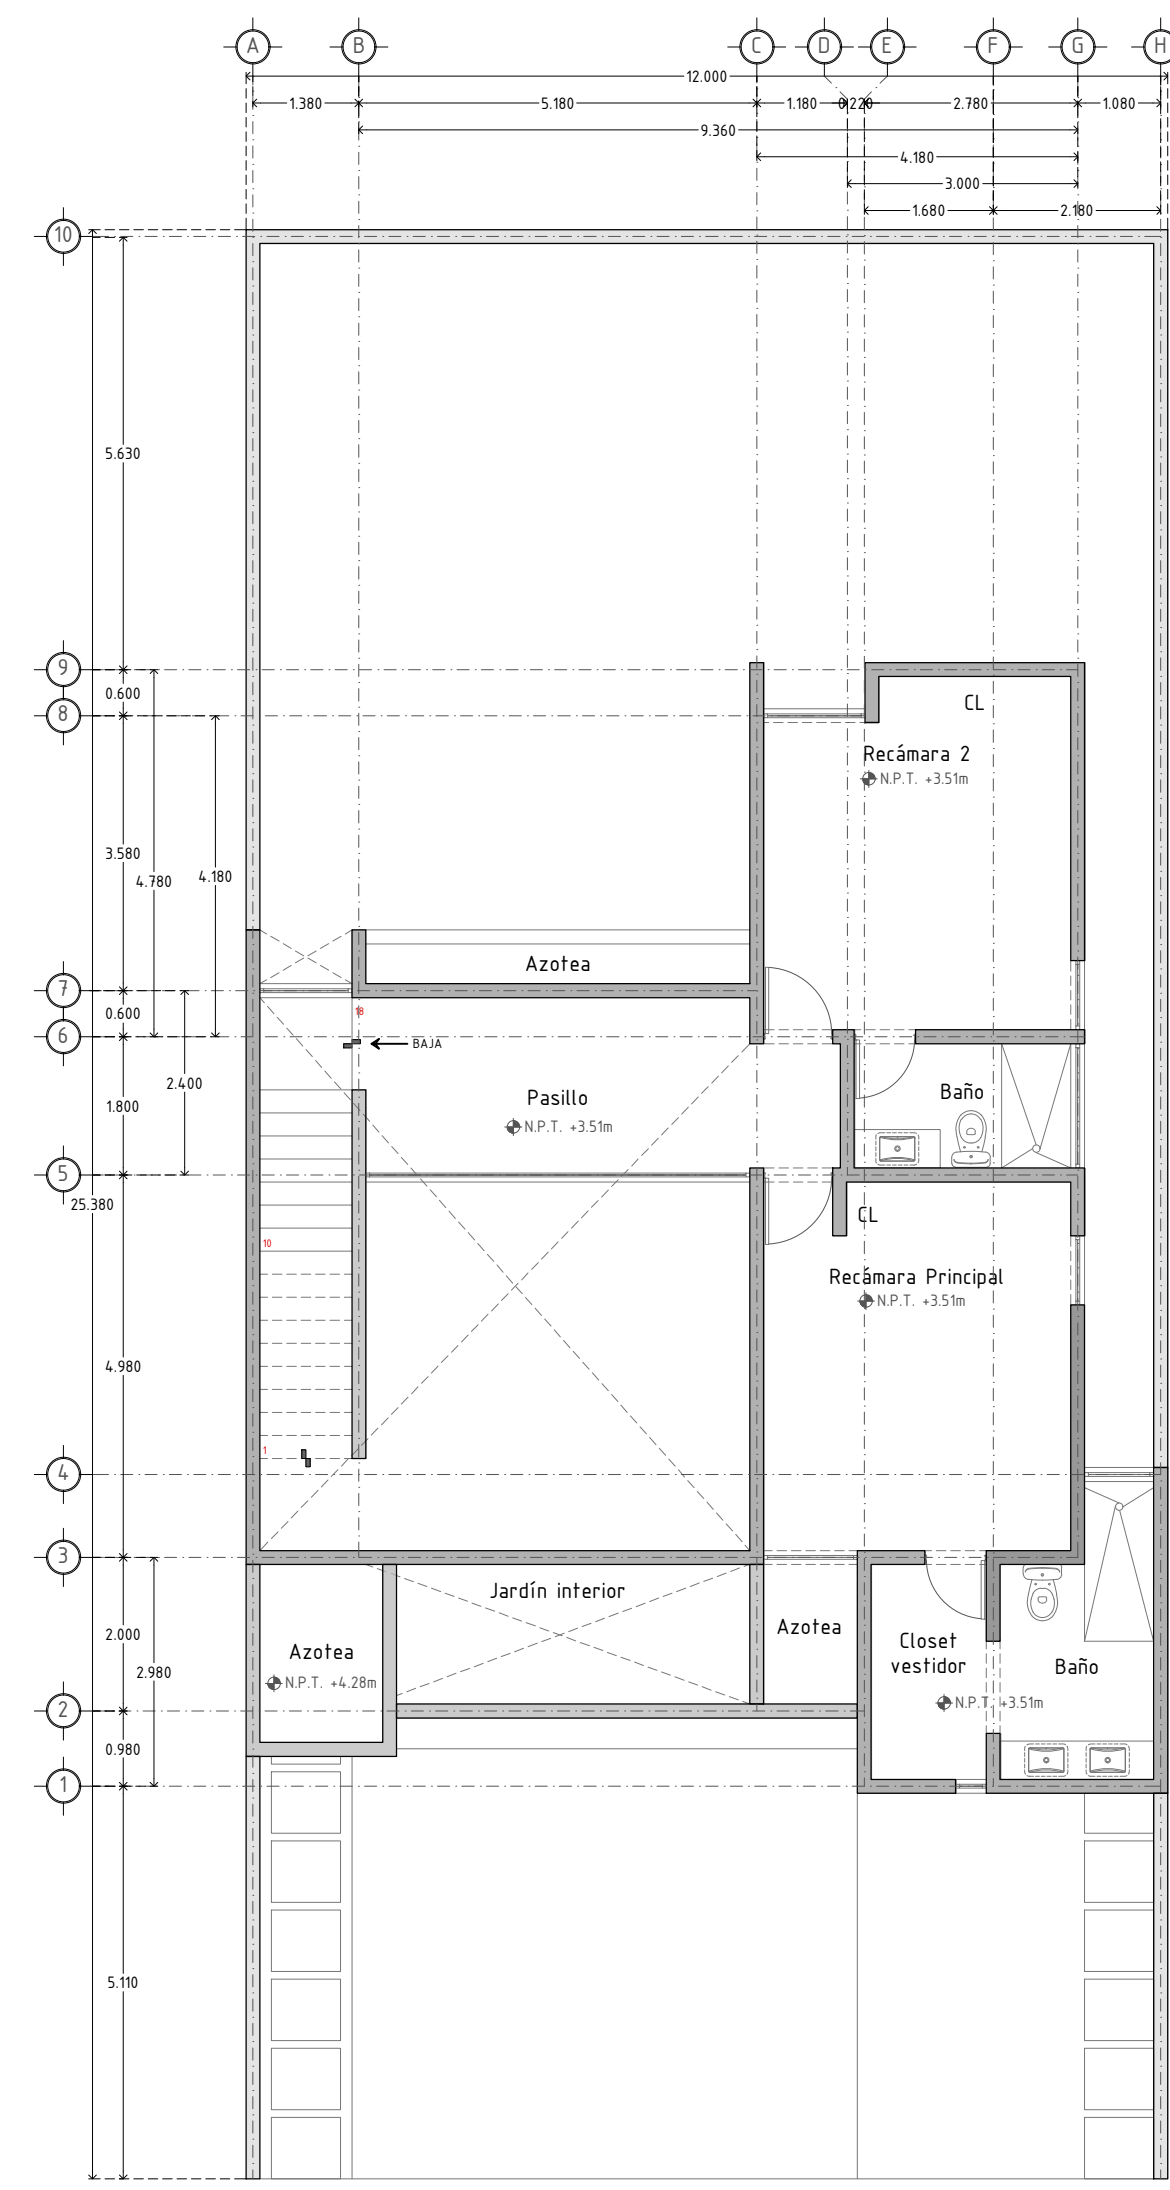 A B C D E F G H
12.000
1.380 5.180 1.180 0.220 2.780 1.080
9.360
4.180
3.000
1.680 2.180
10
5.630
9
0.600
8
CL
Recámara 2
N.P.T. +3.51m
3.580
4.780
4.180
Azotea
7
0.600
18
6
BAJA
2.400
1.800
Pasillo
N.P.T. +3.51m
Baño
5
25.380
CL
10
Recámara Principal
N.P.T. +3.51m
4.980
1
4
3
Jardín interior
2.000
2.980
Azotea
N.P.T. +4.28m
Azotea
Closet
vestidor
Baño
N.P.T. +3.51m
2
0.980
1
5.110